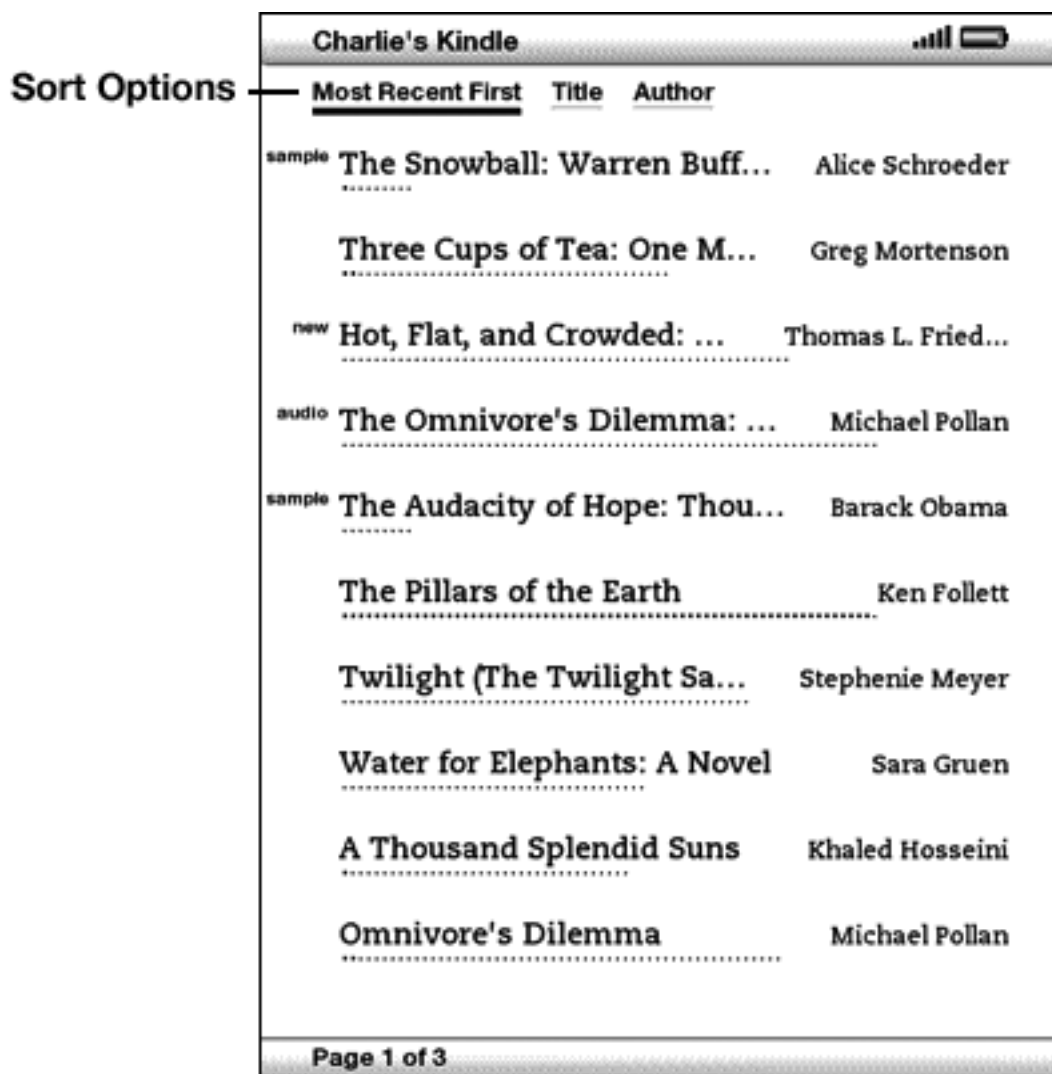 Charlie's Kindle
Sort Options Most Recent First Title Author
sample The Snowball: Warren Buff... Alice Schroeder
Three Cups of Tea: One M... Greg Mortenson
new Hot, Flat, and Crowded: ... Thomas L. Fried...
audio The Omnivore's Dilemma: ... Michael Pollan
sample The Audacity of Hope: Thou... Barack Obama
The Pillars of the Earth Ken Follett
Twilight (The Twilight Sa... Stephenie Meyer
Water for Elephants: A Novel Sara Gruen
A Thousand Splendid Suns Khaled Hosseini
Omnivore's Dilemma Michael Pollan
Page 1 of 3